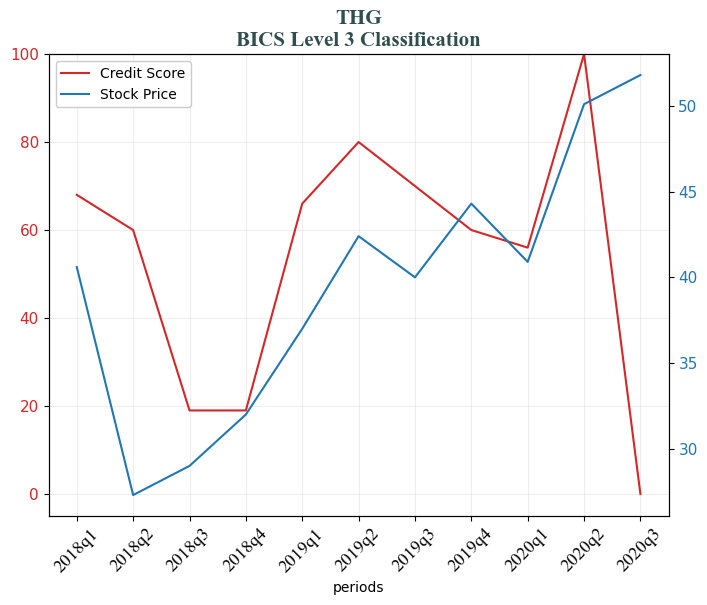 THG
BICS Level 3 Classification
Credit Score
Stock Price
100
80
60
40
20
0
50
45
40
35
30
2018q1
2018q2
2018q3
2018q4
2019q1
2019q2
2019q3
2019q4
2020q1
2020q2
2020q3
periods